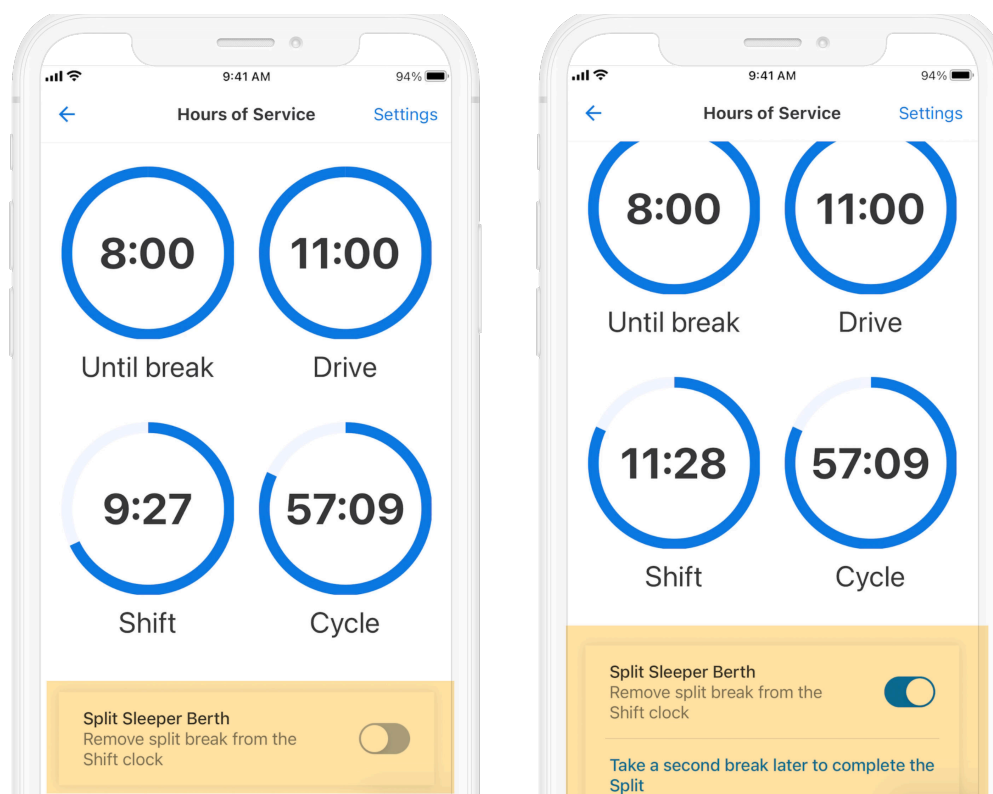 9:41 AM
94%
Hours of Service
Settings
8:00
11:00
Until break
Drive
9:27
57:09
Shift
Cycle
Split Sleeper Berth
Remove split break from the
Shift clock
9:41 AM
94%
Hours of Service
Settings
8:00
11:00
Until break
Drive
11:28
57:09
Shift
Cycle
Split Sleeper Berth
Remove split break from the
Shift clock
Take a second break later to complete the
Split